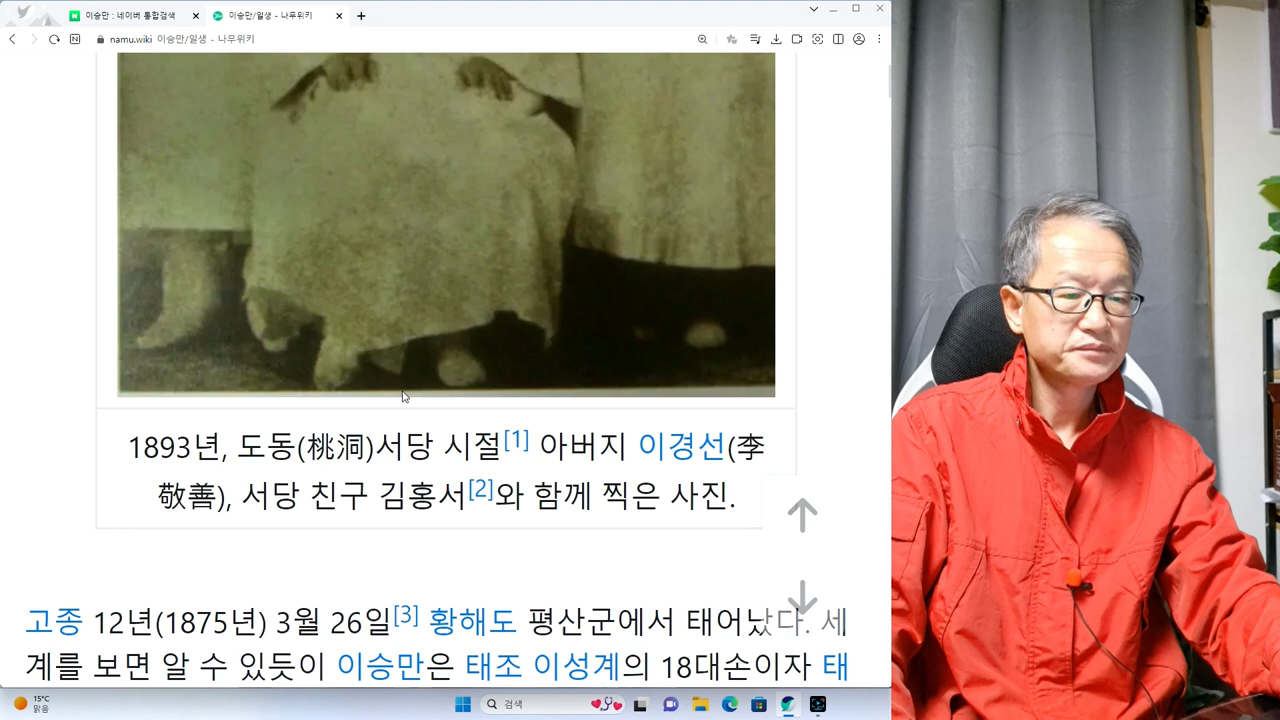 이승만 : 네이버 통합검색
이승만/일생 - 나무위키
namu.wiki 이승만/일생 - 나무위키
1893년, 도동(桃洞)서당 시절[1] 아버지 이경선(李
敬善), 서당 친구 김홍서[2]와 함께 찍은 사진.
고종 12년(1875년) 3월 26일[3] 황해도 평산군에서 태어났다. 세
계를 보면 알 수 있듯이 이승만은 태조 이성계의 18대손이자 태
15°C
맑음
검색